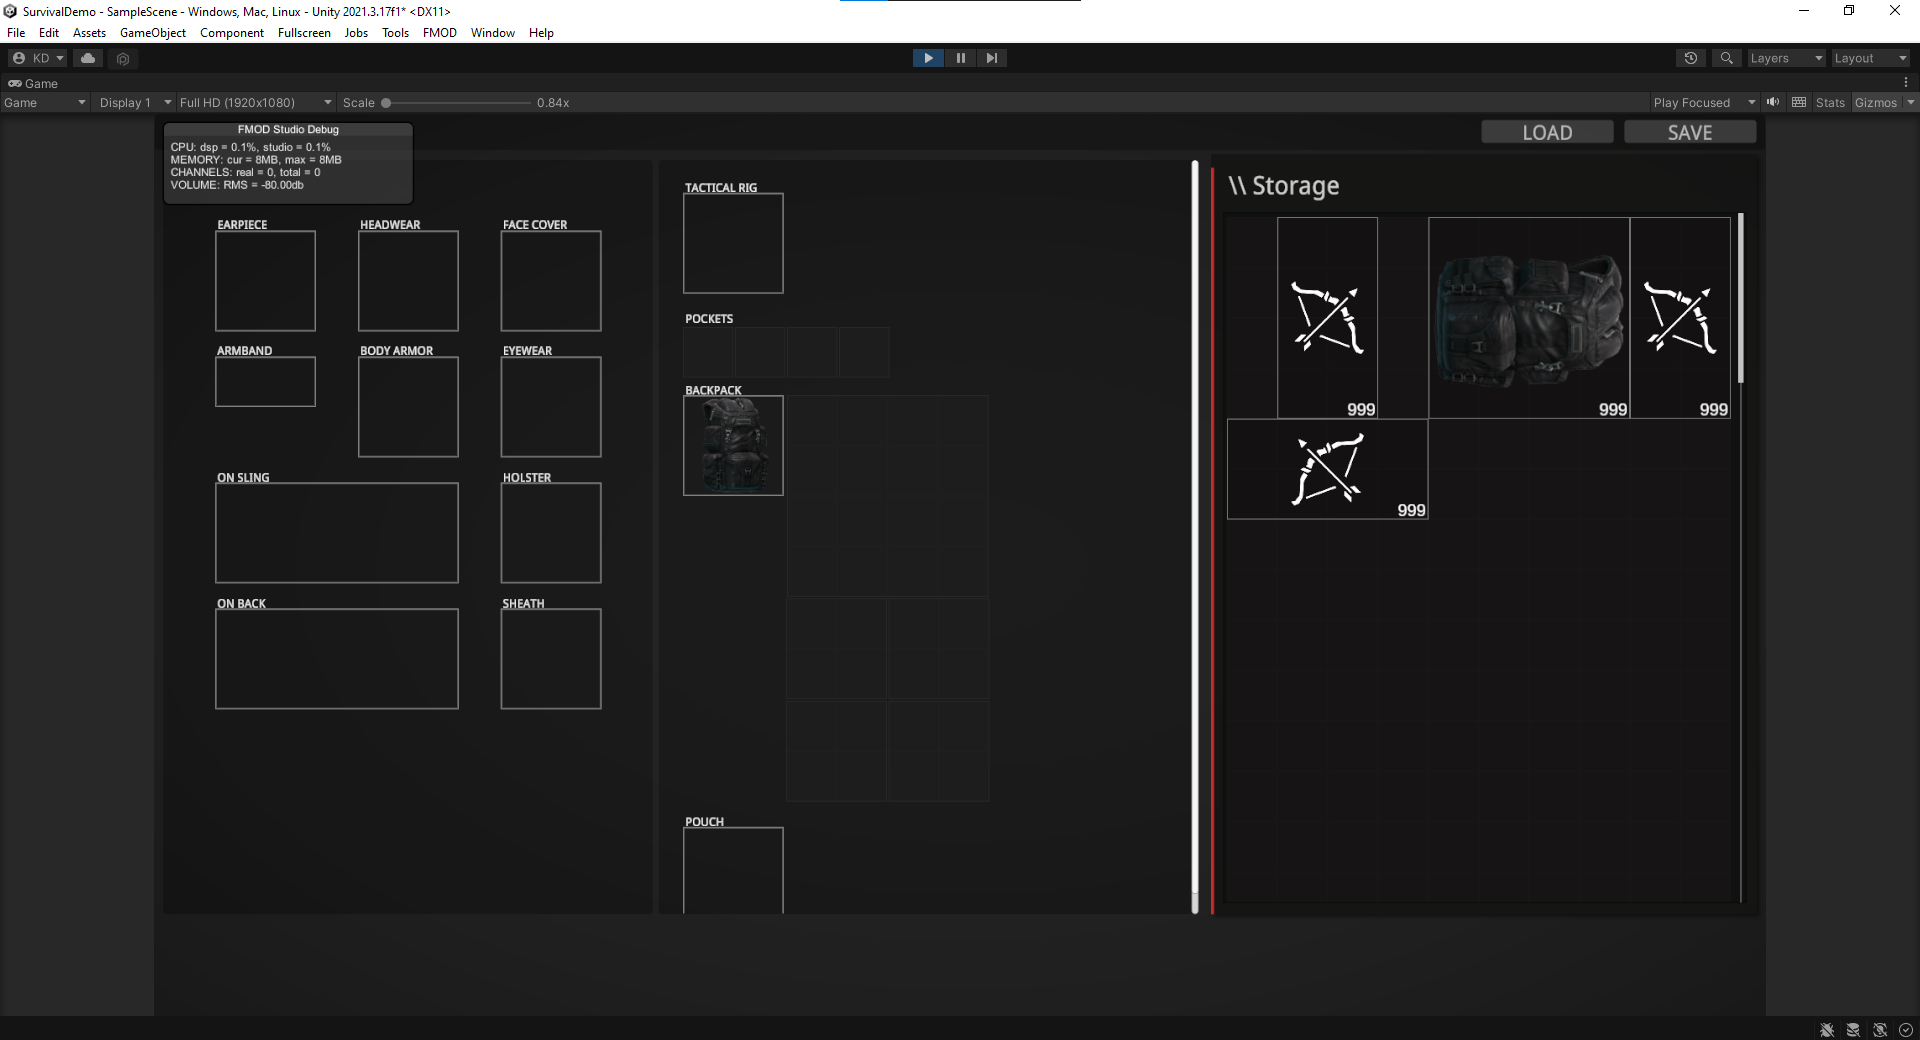 SurvivalDemo - SampleScene - Windows, Mac, Linux - Unity 2021.3.17f1* <DX11>
File Edit Assets GameObject Component Fullscreen Jobs Tools FMOD Window Help
KD Layers Layout
Game
Game Display 1 Full HD (1920x1080) Scale 0.84x Play Focused Stats Gizmos
FMOD Studio Debug
CPU: dsp = 0.1%, studio = 0.1%
MEMORY: cur = 8MB, max = 8MB
CHANNELS: real = 0, total = 0
VOLUME: RMS = -80.00db
LOAD SAVE
EARPIECE HEADWEAR FACE COVER
ARMBAND BODY ARMOR EYEWEAR
ON SLING HOLSTER
ON BACK SHEATH
TACTICAL RIG
POCKETS
BACKPACK
POUCH
\\ Storage
999 999 999
999